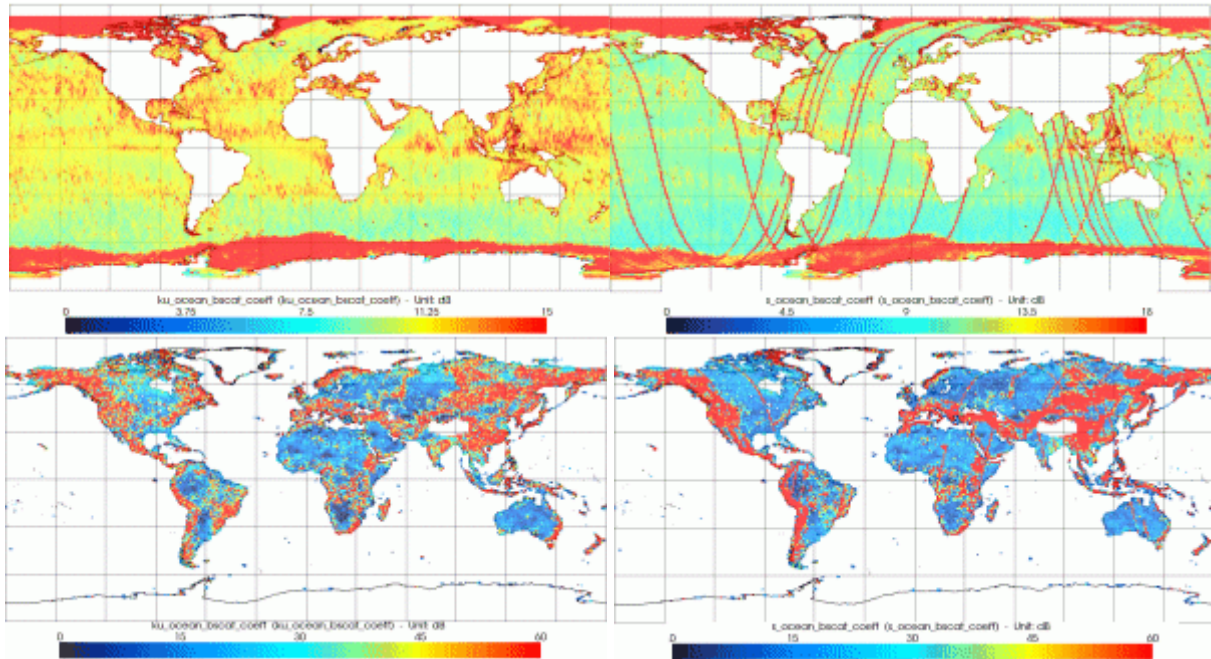 ku_ocean_bscat_coeff (ku_ocean_bscat_coeff) - Unit: dB
0 3.75 7.5 11.25 15
s_ocean_bscat_coeff (s_ocean_bscat_coeff) - Unit: dB
0 4.5 9 13.5 18
ku_ocean_bscat_coeff (ku_ocean_bscat_coeff) - Unit: dB
0 15 30 45 60
s_ocean_bscat_coeff (s_ocean_bscat_coeff) - Unit: dB
0 15 30 45 60